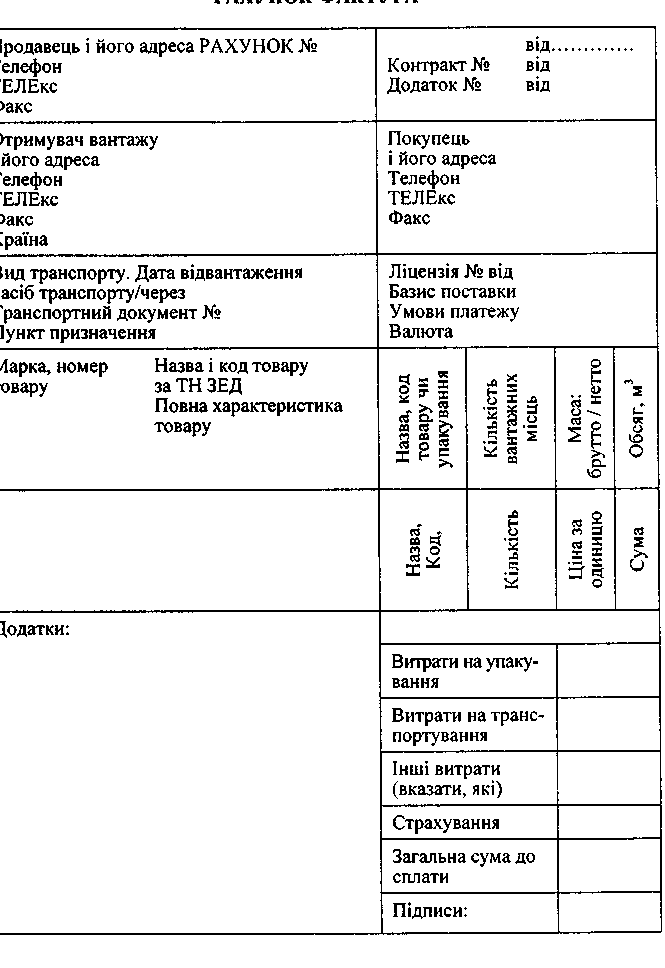 Продавець і його адреса РАХУНОК №
від.............
Телефон
Контракт № від
ТЕЛЕкс
Додаток № від
Факс
Отримувач вантажу
і його адреса
Телефон
ТЕЛЕкс
Факс
Країна
Покупець
і його адреса
Телефон
ТЕЛЕкс
Факс
Вид транспорту. Дата відвантаження
Засіб транспорту/через
Транспортний документ №
Пункт призначення
Ліцензія № від
Базис поставки
Умови платежу
Валюта
Марка, номер
товару
Назва і код товару
за ТН ЗЕД
Повна характеристика
товару
Назва, код
товару чи
упакування
Кількість
вантажних
місць
Маса:
брутто / нетто
Обсяг, м³
Назва,
Код,
Кількість
Ціна за
одиницю
Сума
Додатки:
Витрати на упаку-
вання
Витрати на транс-
портування
Інші витрати
(вказати, які)
Страхування
Загальна сума до
сплати
Підписи: